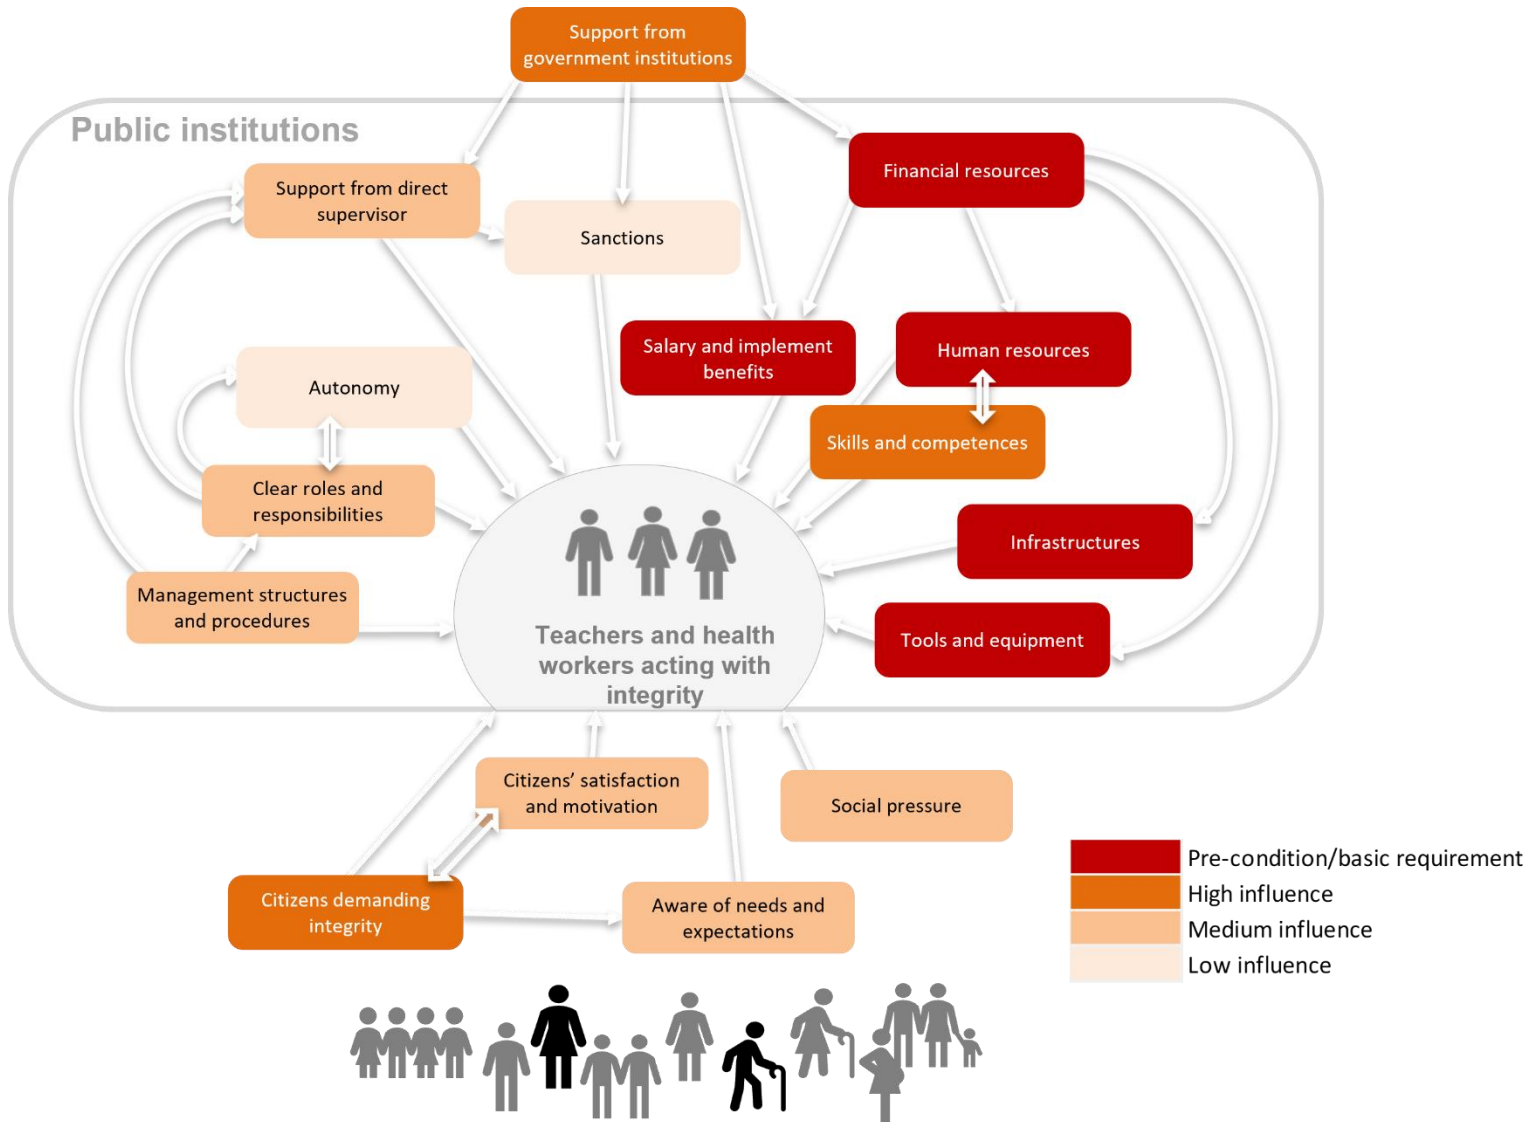 Support from
government institutions
Public institutions
Financial resources
Support from direct
supervisor
Sanctions
Salary and implement
benefits
Human resources
Autonomy
Skills and competences
Clear roles and
responsibilities
Infrastructures
Management structures
and procedures
Tools and equipment
Teachers and health
workers acting with
integrity
Citizens’ satisfaction
and motivation
Social pressure
Citizens demanding
integrity
Aware of needs and
expectations
Pre-condition/basic requirement
High influence
Medium influence
Low influence